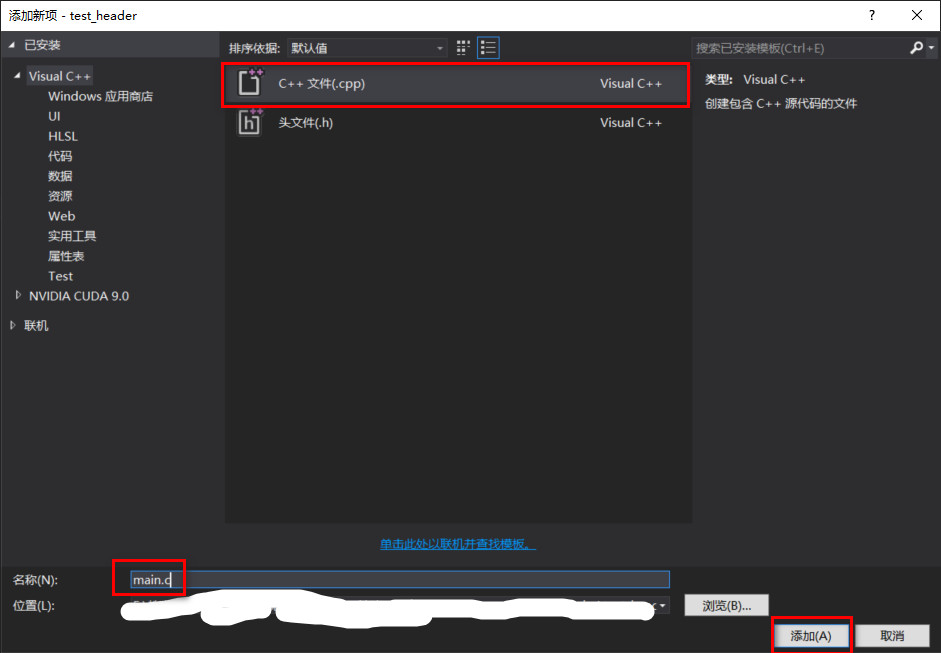 添加新项 - test_header
?
已安装
排序依据: 默认值
搜索已安装模板(Ctrl+E)
Visual C++
Windows 应用商店
UI
HLSL
代码
数据
资源
Web
实用工具
属性表
Test
NVIDIA CUDA 9.0
联机
C++ 文件(.cpp) Visual C++
头文件(.h) Visual C++
类型: Visual C++
创建包含 C++ 源代码的文件
单击此处以联机并查找模板。
名称(N): main.c
位置(L):
浏览(B)...
添加(A)
取消